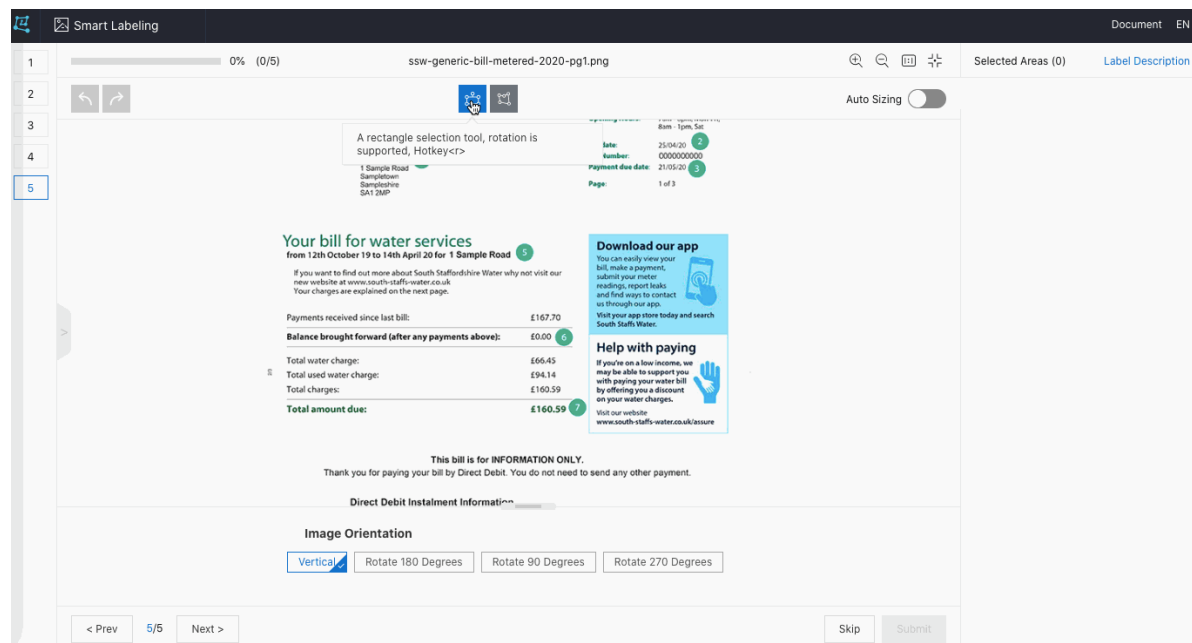 Smart Labeling
Document EN
1
2
3
4
5
0% (0/5)
ssw-generic-bill-metered-2020-pg1.png
Selected Areas (0)
Label Description
Auto Sizing
A rectangle selection tool, rotation is
supported, Hotkey<r>
8am - 1pm, Sat
date: 25/04/20 2
number: 0000000000
Payment due date: 21/05/20 3
Page: 1 of 3
1 Sample Road
Sampletown
Sampleshire
SA1 2MP
Your bill for water services
from 12th October 19 to 14th April 20 for 1 Sample Road 5
If you want to find out more about South Staffordshire Water why not visit our
new website at www.south-staffs-water.co.uk
Your charges are explained on the next page.
Payments received since last bill: £167.70
Balance brought forward (after any payments above): £0.00 6
Total water charge: £66.45
Total used water charge: £94.14
Total charges: £160.59
Total amount due: £160.59 7
Download our app
You can easily view your
bill, make a payment,
submit your meter
readings, report leaks
and find ways to contact
us through our app.
Visit your app store today and search
South Staffs Water.
Help with paying
If you're on a low income, we
may be able to support you
with paying your water bill
by offering you a discount
on your water charges.
Visit our website
www.south-staffs-water.co.uk/assure
This bill is for INFORMATION ONLY.
Thank you for paying your bill by Direct Debit. You do not need to send any other payment.
Direct Debit Instalment Information
Image Orientation
Vertical
Rotate 180 Degrees
Rotate 90 Degrees
Rotate 270 Degrees
< Prev
5/5
Next >
Skip
Submit